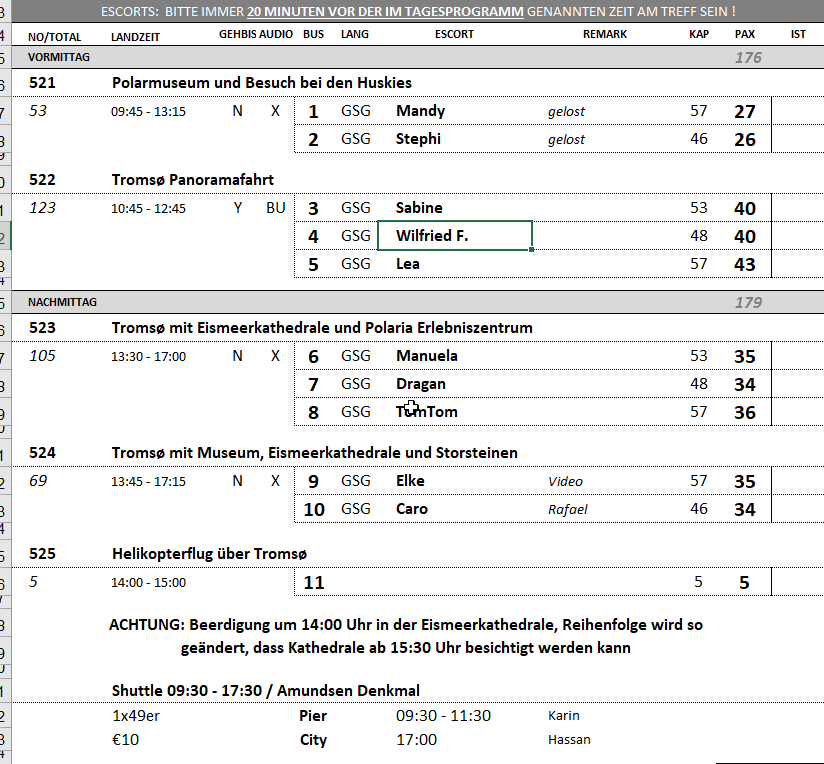 ESCORTS: BITTE IMMER 20 MINUTEN VOR DER IM TAGESPROGRAMM GENANNTEN ZEIT AM TREFF SEIN !
NO/TOTAL LANDZEIT GEHBIS AUDIO BUS LANG ESCORT REMARK KAP PAX IST
VORMITTAG 176
521 Polarmuseum und Besuch bei den Huskies
53 09:45 - 13:15 N X 1 GSG Mandy gelost 57 27
2 GSG Stephi gelost 46 26
522 Tromsø Panoramafahrt
123 10:45 - 12:45 Y BU 3 GSG Sabine 53 40
4 GSG Wilfried F. 48 40
5 GSG Lea 57 43
NACHMITTAG 179
523 Tromsø mit Eismeerkathedrale und Polaria Erlebniszentrum
105 13:30 - 17:00 N X 6 GSG Manuela 53 35
7 GSG Dragan 48 34
8 GSG TomTom 57 36
524 Tromsø mit Museum, Eismeerkathedrale und Storsteinen
69 13:45 - 17:15 N X 9 GSG Elke Video 57 35
10 GSG Caro Rafael 46 34
525 Helikopterflug über Tromsø
5 14:00 - 15:00 11 5 5
ACHTUNG: Beerdigung um 14:00 Uhr in der Eismeerkathedrale, Reihenfolge wird so
geändert, dass Kathedrale ab 15:30 Uhr besichtigt werden kann
Shuttle 09:30 - 17:30 / Amundsen Denkmal
1x49er Pier 09:30 - 11:30 Karin
€10 City 17:00 Hassan